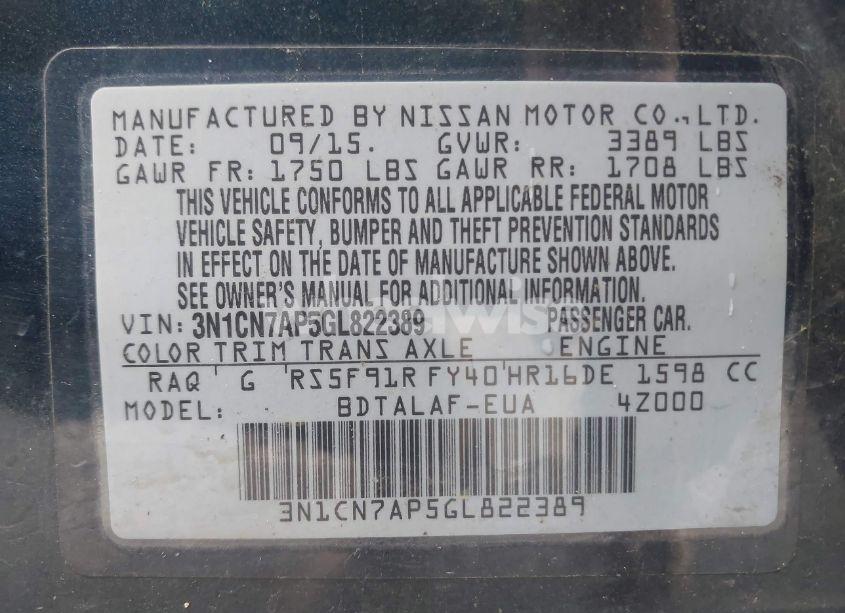 MANUFACTURED BY NISSAN MOTOR CO., LTD.
DATE: 09/15. GVWR: 3389 LBS
GAWR FR: 1750 LBS GAWR RR: 1708 LBS
THIS VEHICLE CONFORMS TO ALL APPLICABLE FEDERAL MOTOR
VEHICLE SAFETY, BUMPER AND THEFT PREVENTION STANDARDS
IN EFFECT ON THE DATE OF MANUFACTURE SHOWN ABOVE.
SEE OWNER'S MANUAL FOR ADDITIONAL INFORMATION.
VIN: 3N1CN7AP5GL822389 PASSENGER CAR.
COLOR TRIM TRANS AXLE ENGINE
RAQ G RS5F91R FY40 HR16DE 1598 CC
MODEL: BDTALAF-EUA 4Z000
3N1CN7AP5GL822389